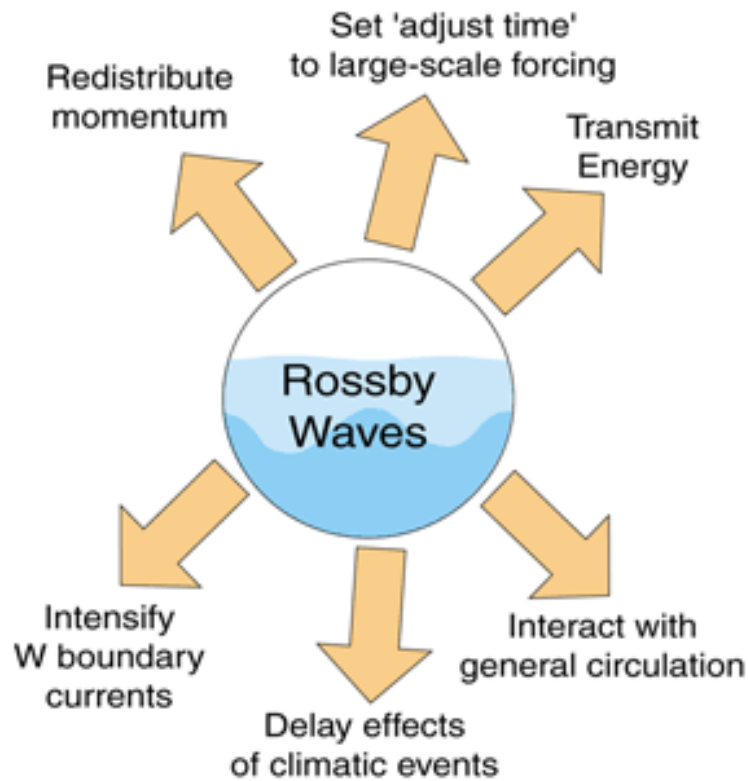 Set 'adjust time'
to large-scale forcing
Redistribute
momentum
Transmit
Energy
Rossby
Waves
Intensify
W boundary
currents
Interact with
general circulation
Delay effects
of climatic events